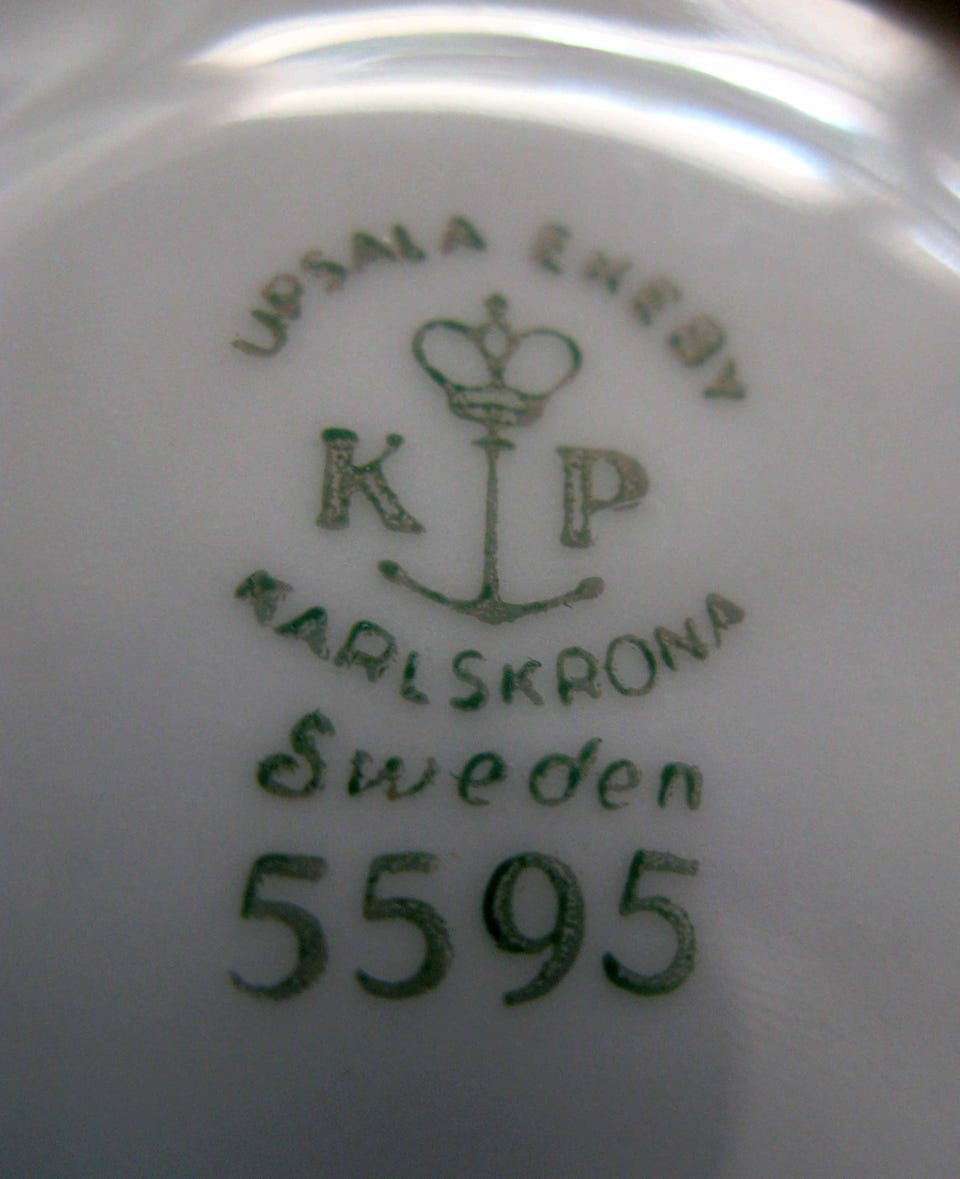 UPSALA EKEBY
K P
KARLSKRONA
Sweden
5595